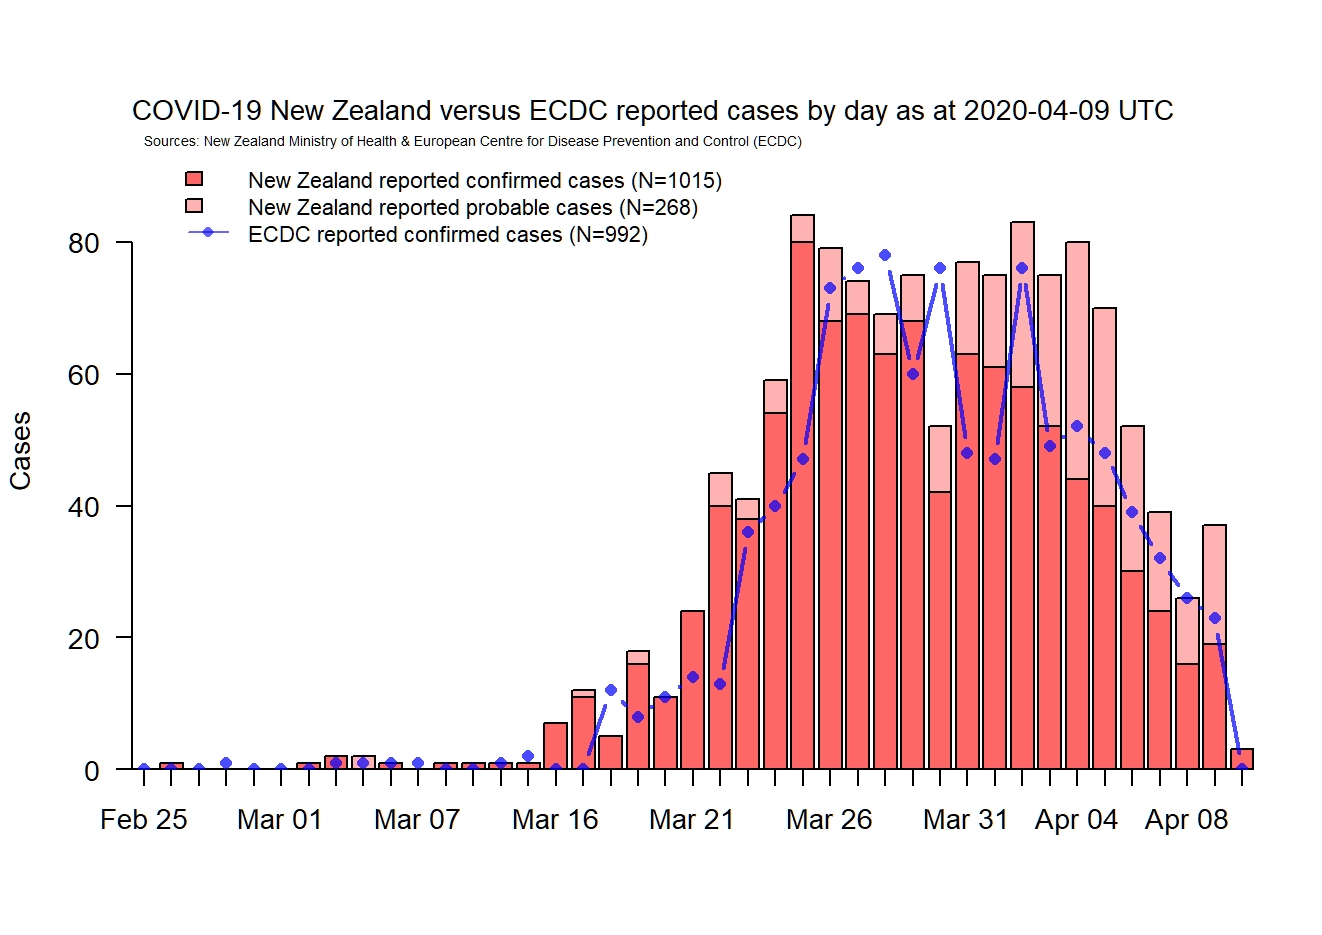 COVID-19 New Zealand versus ECDC reported cases by day as at 2020-04-09 UTC
Sources: New Zealand Ministry of Health & European Centre for Disease Prevention and Control (ECDC)
New Zealand reported confirmed cases (N=1015)
New Zealand reported probable cases (N=268)
ECDC reported confirmed cases (N=992)
80
60
40
20
0
Cases
Feb 25 Mar 01 Mar 07 Mar 16 Mar 21 Mar 26 Mar 31 Apr 04 Apr 08